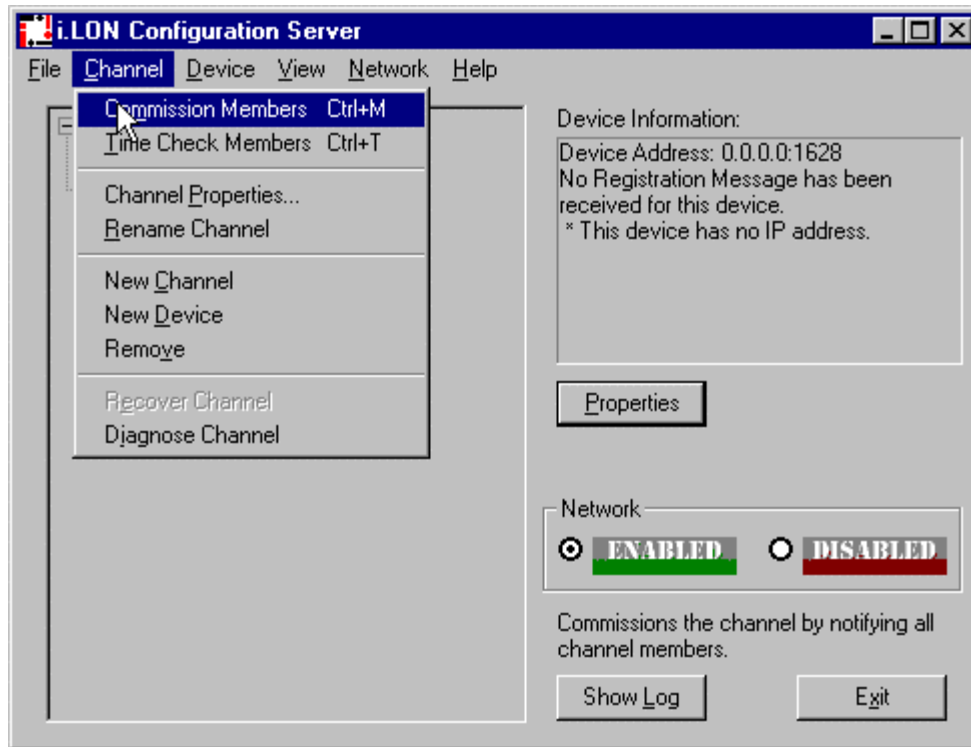 i.LON Configuration Server
File Channel Device View Network Help
Commission Members Ctrl+M
Time Check Members Ctrl+T
Channel Properties...
Rename Channel
New Channel
New Device
Remove
Recover Channel
Diagnose Channel
Device Information:
Device Address: 0.0.0.0:1628
No Registration Message has been
received for this device.
* This device has no IP address.
Properties
Network
ENABLED DISABLED
Commissions the channel by notifying all
channel members.
Show Log Exit